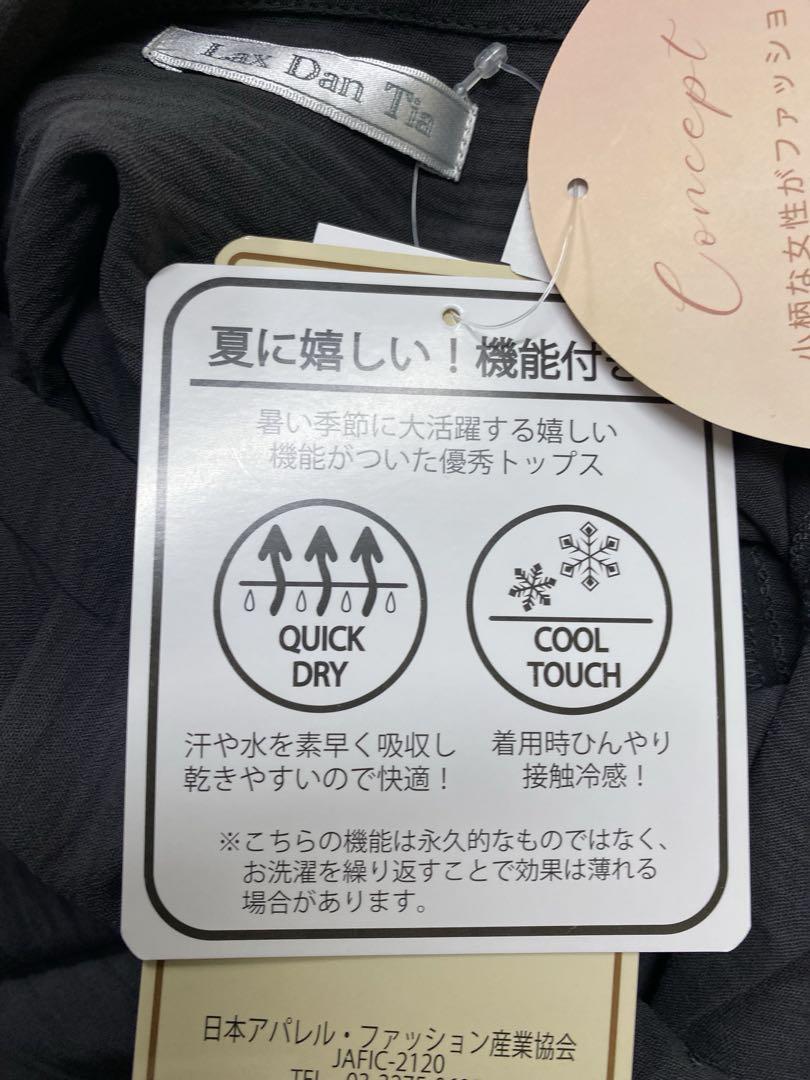 Lax Dan Tia
Concept
小柄な女性がファッショ
夏に嬉しい！機能付き
暑い季節に大活躍する嬉しい
機能がついた優秀トップス
QUICK
DRY
COOL
TOUCH
汗や水を素早く吸収し
乾きやすいので快適！
着用時ひんやり
接触冷感！
※こちらの機能は永久的なものではなく、
お洗濯を繰り返すことで効果は薄れる
場合があります。
日本アパレル・ファッション産業協会
JAFIC-2120
TEL 03-3275-